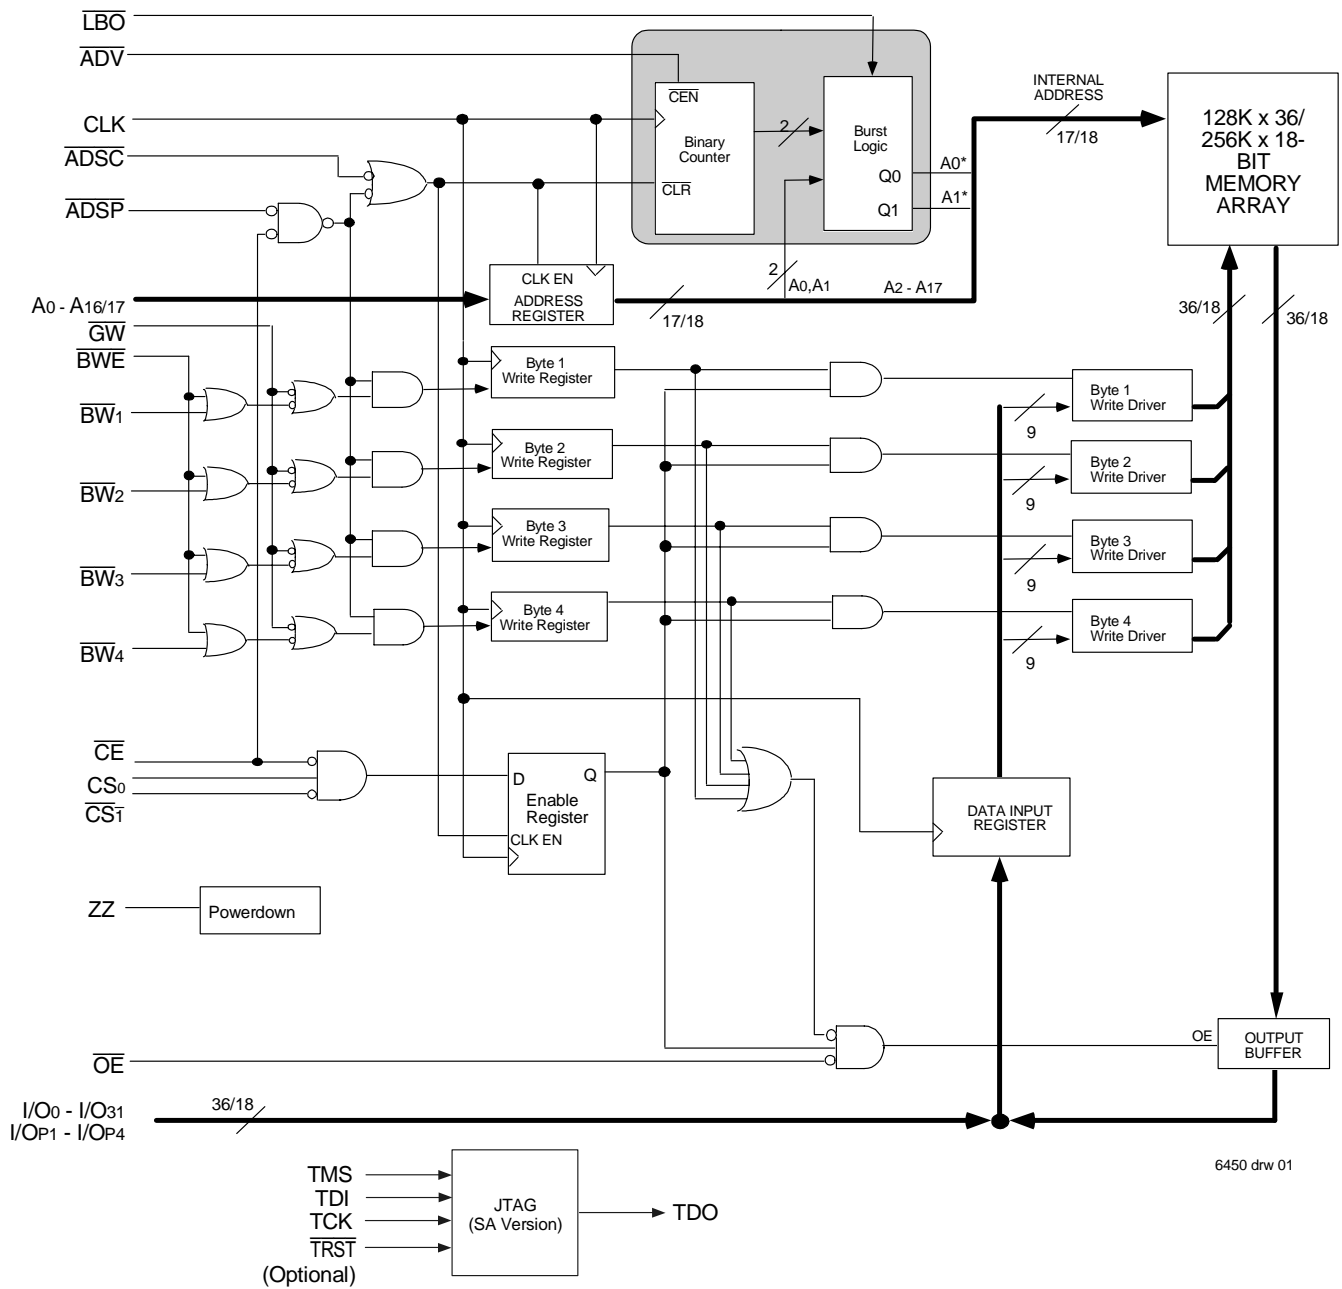 LBO
ADV
CLK
ADSC
ADSP
A0 - A16/17
GW
BWE
BW1
BW2
BW3
BW4
CE
CS0
CS1
ZZ
Powerdown
OE
I/O0 - I/O31
I/OP1 - I/OP4
36/18
CEN
Binary
Counter
CLR
2
Burst
Logic
Q0
Q1
A0*
A1*
INTERNAL
ADDRESS
17/18
128K x 36/
256K x 18-
BIT
MEMORY
ARRAY
CLK EN
ADDRESS
REGISTER
17/18
2
A0,A1
A2 - A17
36/18
36/18
Byte 1
Write Register
Byte 2
Write Register
Byte 3
Write Register
Byte 4
Write Register
Byte 1
Write Driver
9
Byte 2
Write Driver
9
Byte 3
Write Driver
9
Byte 4
Write Driver
9
D
Q
Enable
Register
CLK EN
DATA INPUT
REGISTER
OE
OUTPUT
BUFFER
6450 drw 01
TMS
TDI
TCK
TRST
(Optional)
JTAG
(SA Version)
TDO